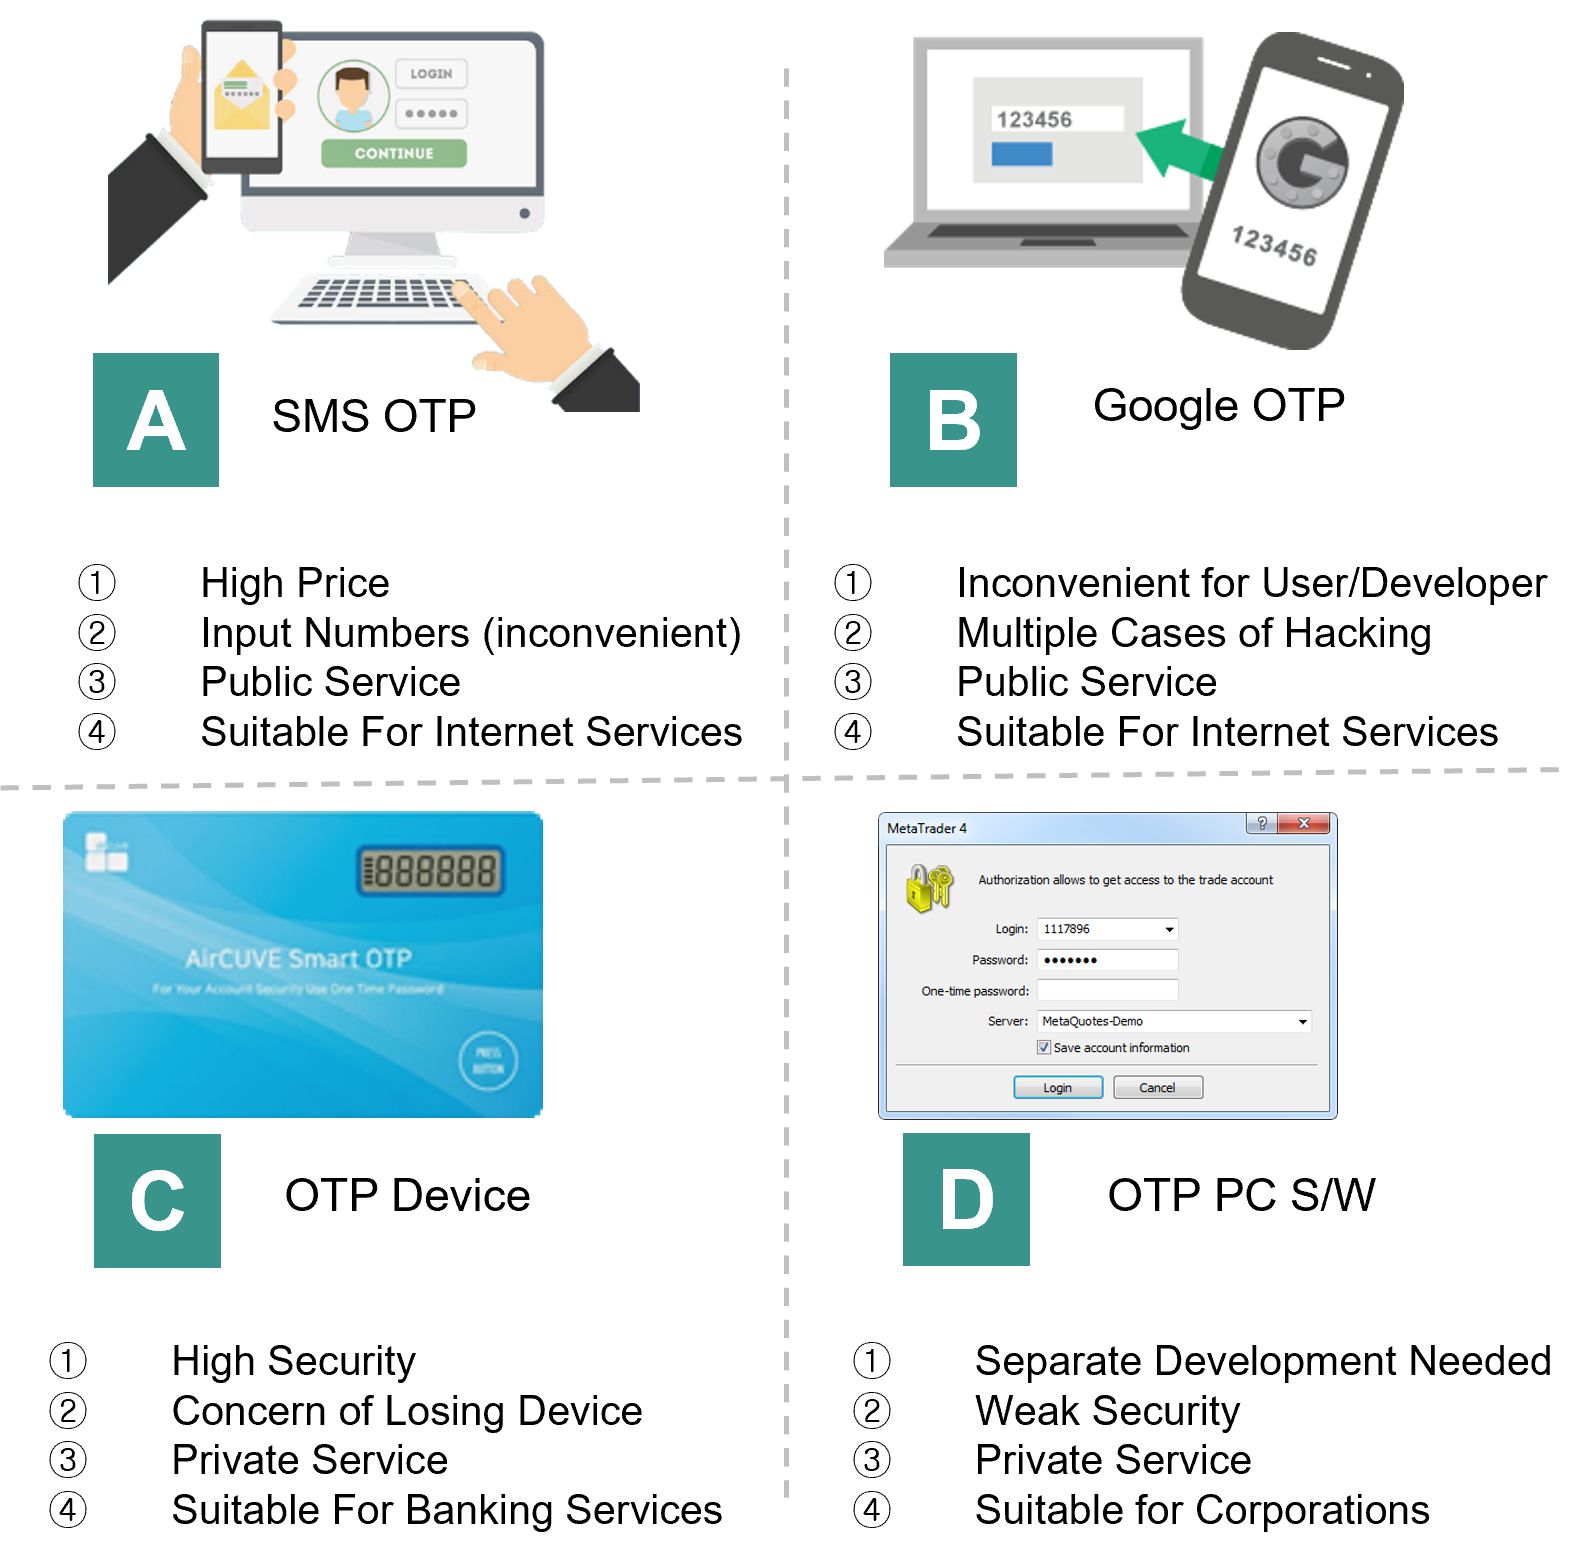 LOGIN
CONTINUE
A
SMS OTP
① High Price
② Input Numbers (inconvenient)
③ Public Service
④ Suitable For Internet Services
123456
123456
B
Google OTP
① Inconvenient for User/Developer
② Multiple Cases of Hacking
③ Public Service
④ Suitable For Internet Services
888888
AirCUVE Smart OTP
For Your Account Security Use One Time Password
PRESS
BUTTON
C
OTP Device
① High Security
② Concern of Losing Device
③ Private Service
④ Suitable For Banking Services
MetaTrader 4
Authorization allows to get access to the trade account
Login: 1117896
Password: •••••••
One-time password:
Server: MetaQuotes-Demo
Save account information
Login Cancel
D
OTP PC S/W
① Separate Development Needed
② Weak Security
③ Private Service
④ Suitable for Corporations